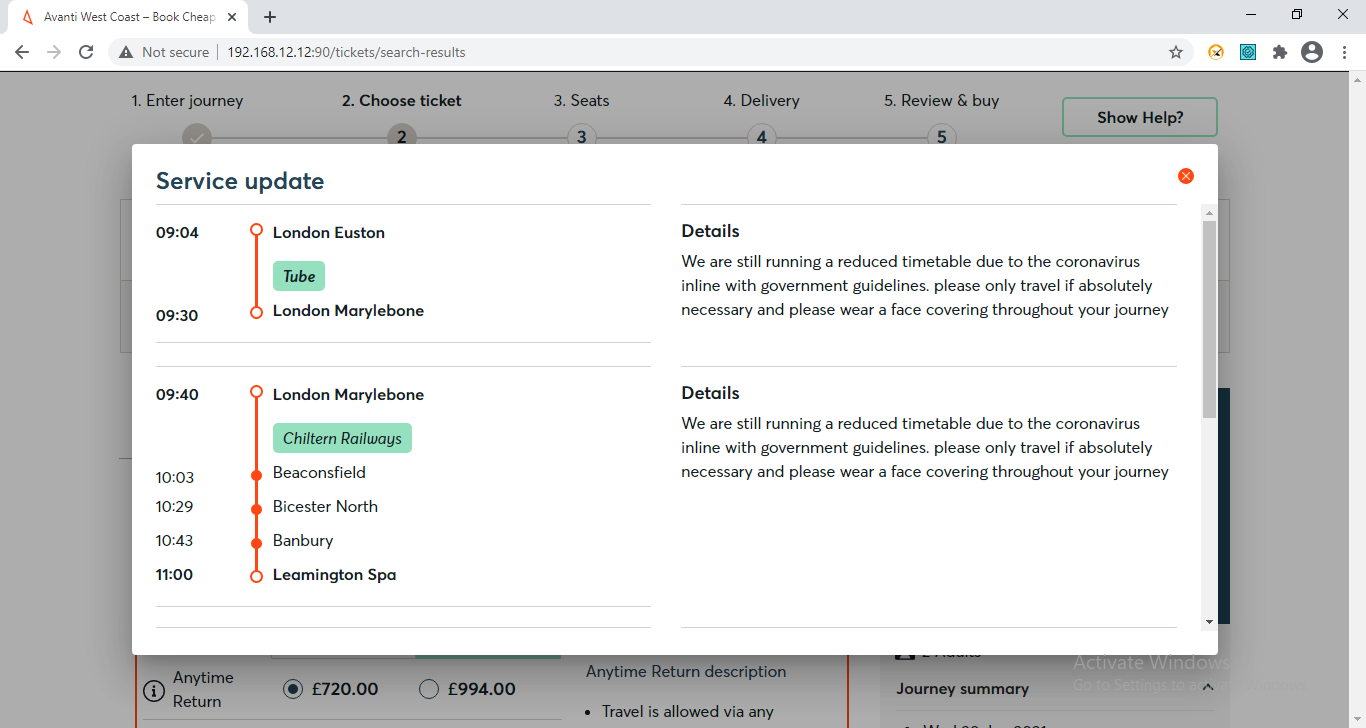 Avanti West Coast – Book Cheap
Not secure
192.168.12.12:90/tickets/search-results
1. Enter journey
2. Choose ticket
3. Seats
4. Delivery
5. Review & buy
2
3
4
5
Show Help?
Service update
09:04
London Euston
Tube
09:30
London Marylebone
Details
We are still running a reduced timetable due to the coronavirus
inline with government guidelines. please only travel if absolutely
necessary and please wear a face covering throughout your journey
09:40
London Marylebone
Chiltern Railways
10:03
Beaconsfield
10:29
Bicester North
10:43
Banbury
11:00
Leamington Spa
Details
We are still running a reduced timetable due to the coronavirus
inline with government guidelines. please only travel if absolutely
necessary and please wear a face covering throughout your journey
Anytime
Return
£720.00
£994.00
Anytime Return description
• Travel is allowed via any
2 Adults
Journey summary
Activate Windows
Go to Settings to activate Windows.